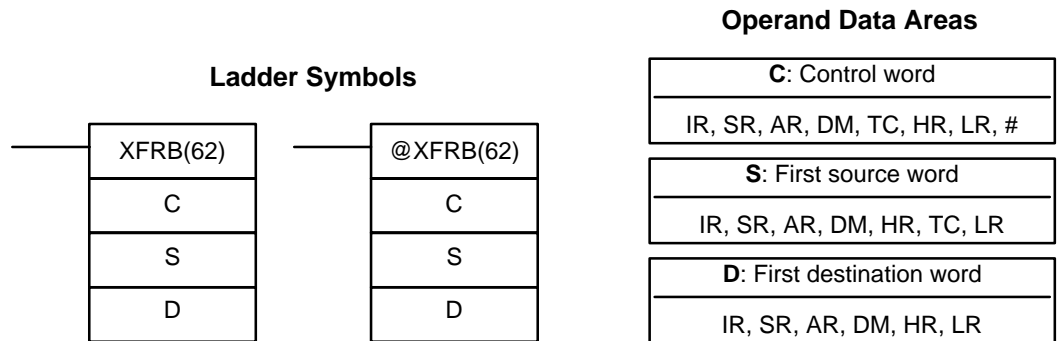 Ladder Symbols
XFRB(62)
C
S
D
@XFRB(62)
C
S
D
Operand Data Areas
C: Control word
IR, SR, AR, DM, TC, HR, LR, #
S: First source word
IR, SR, AR, DM, HR, TC, LR
D: First destination word
IR, SR, AR, DM, HR, LR